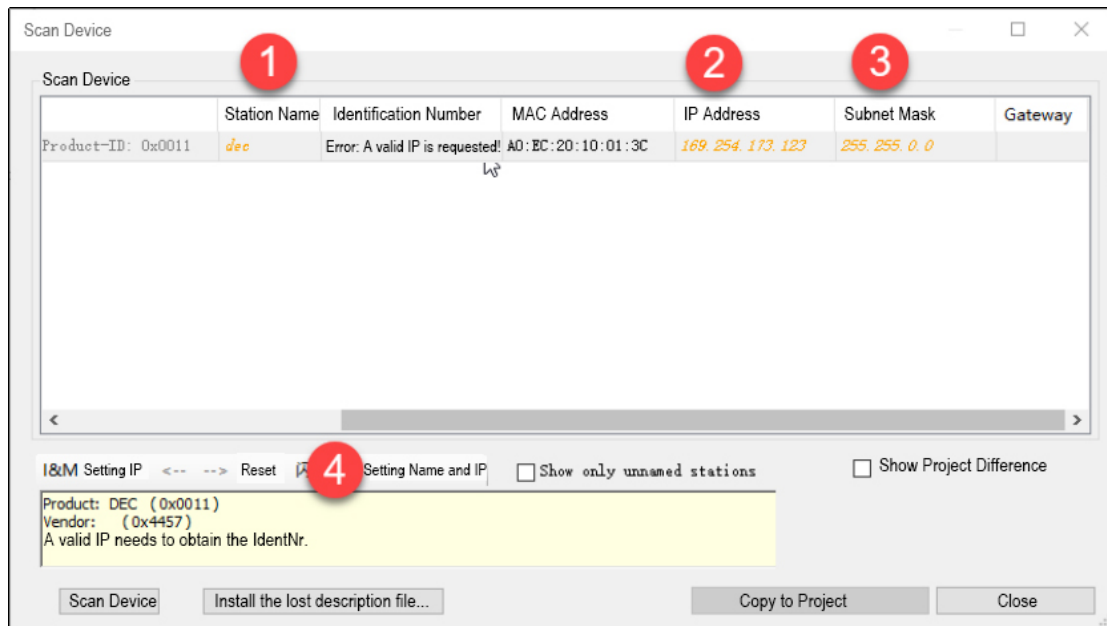 Scan Device
1 2 3
Scan Device
Station Name Identification Number MAC Address IP Address Subnet Mask Gateway
Product-ID: 0x0011 dec Error: A valid IP is requested! A0:EC:20:10:01:3C 169.254.173.123 255.255.0.0
I&M Setting IP <-- --> Reset 4 Setting Name and IP Show only unnamed stations Show Project Difference
Product: DEC (0x0011)
Vendor: (0x4457)
A valid IP needs to obtain the IdentNr.
Scan Device Install the lost description file... Copy to Project Close